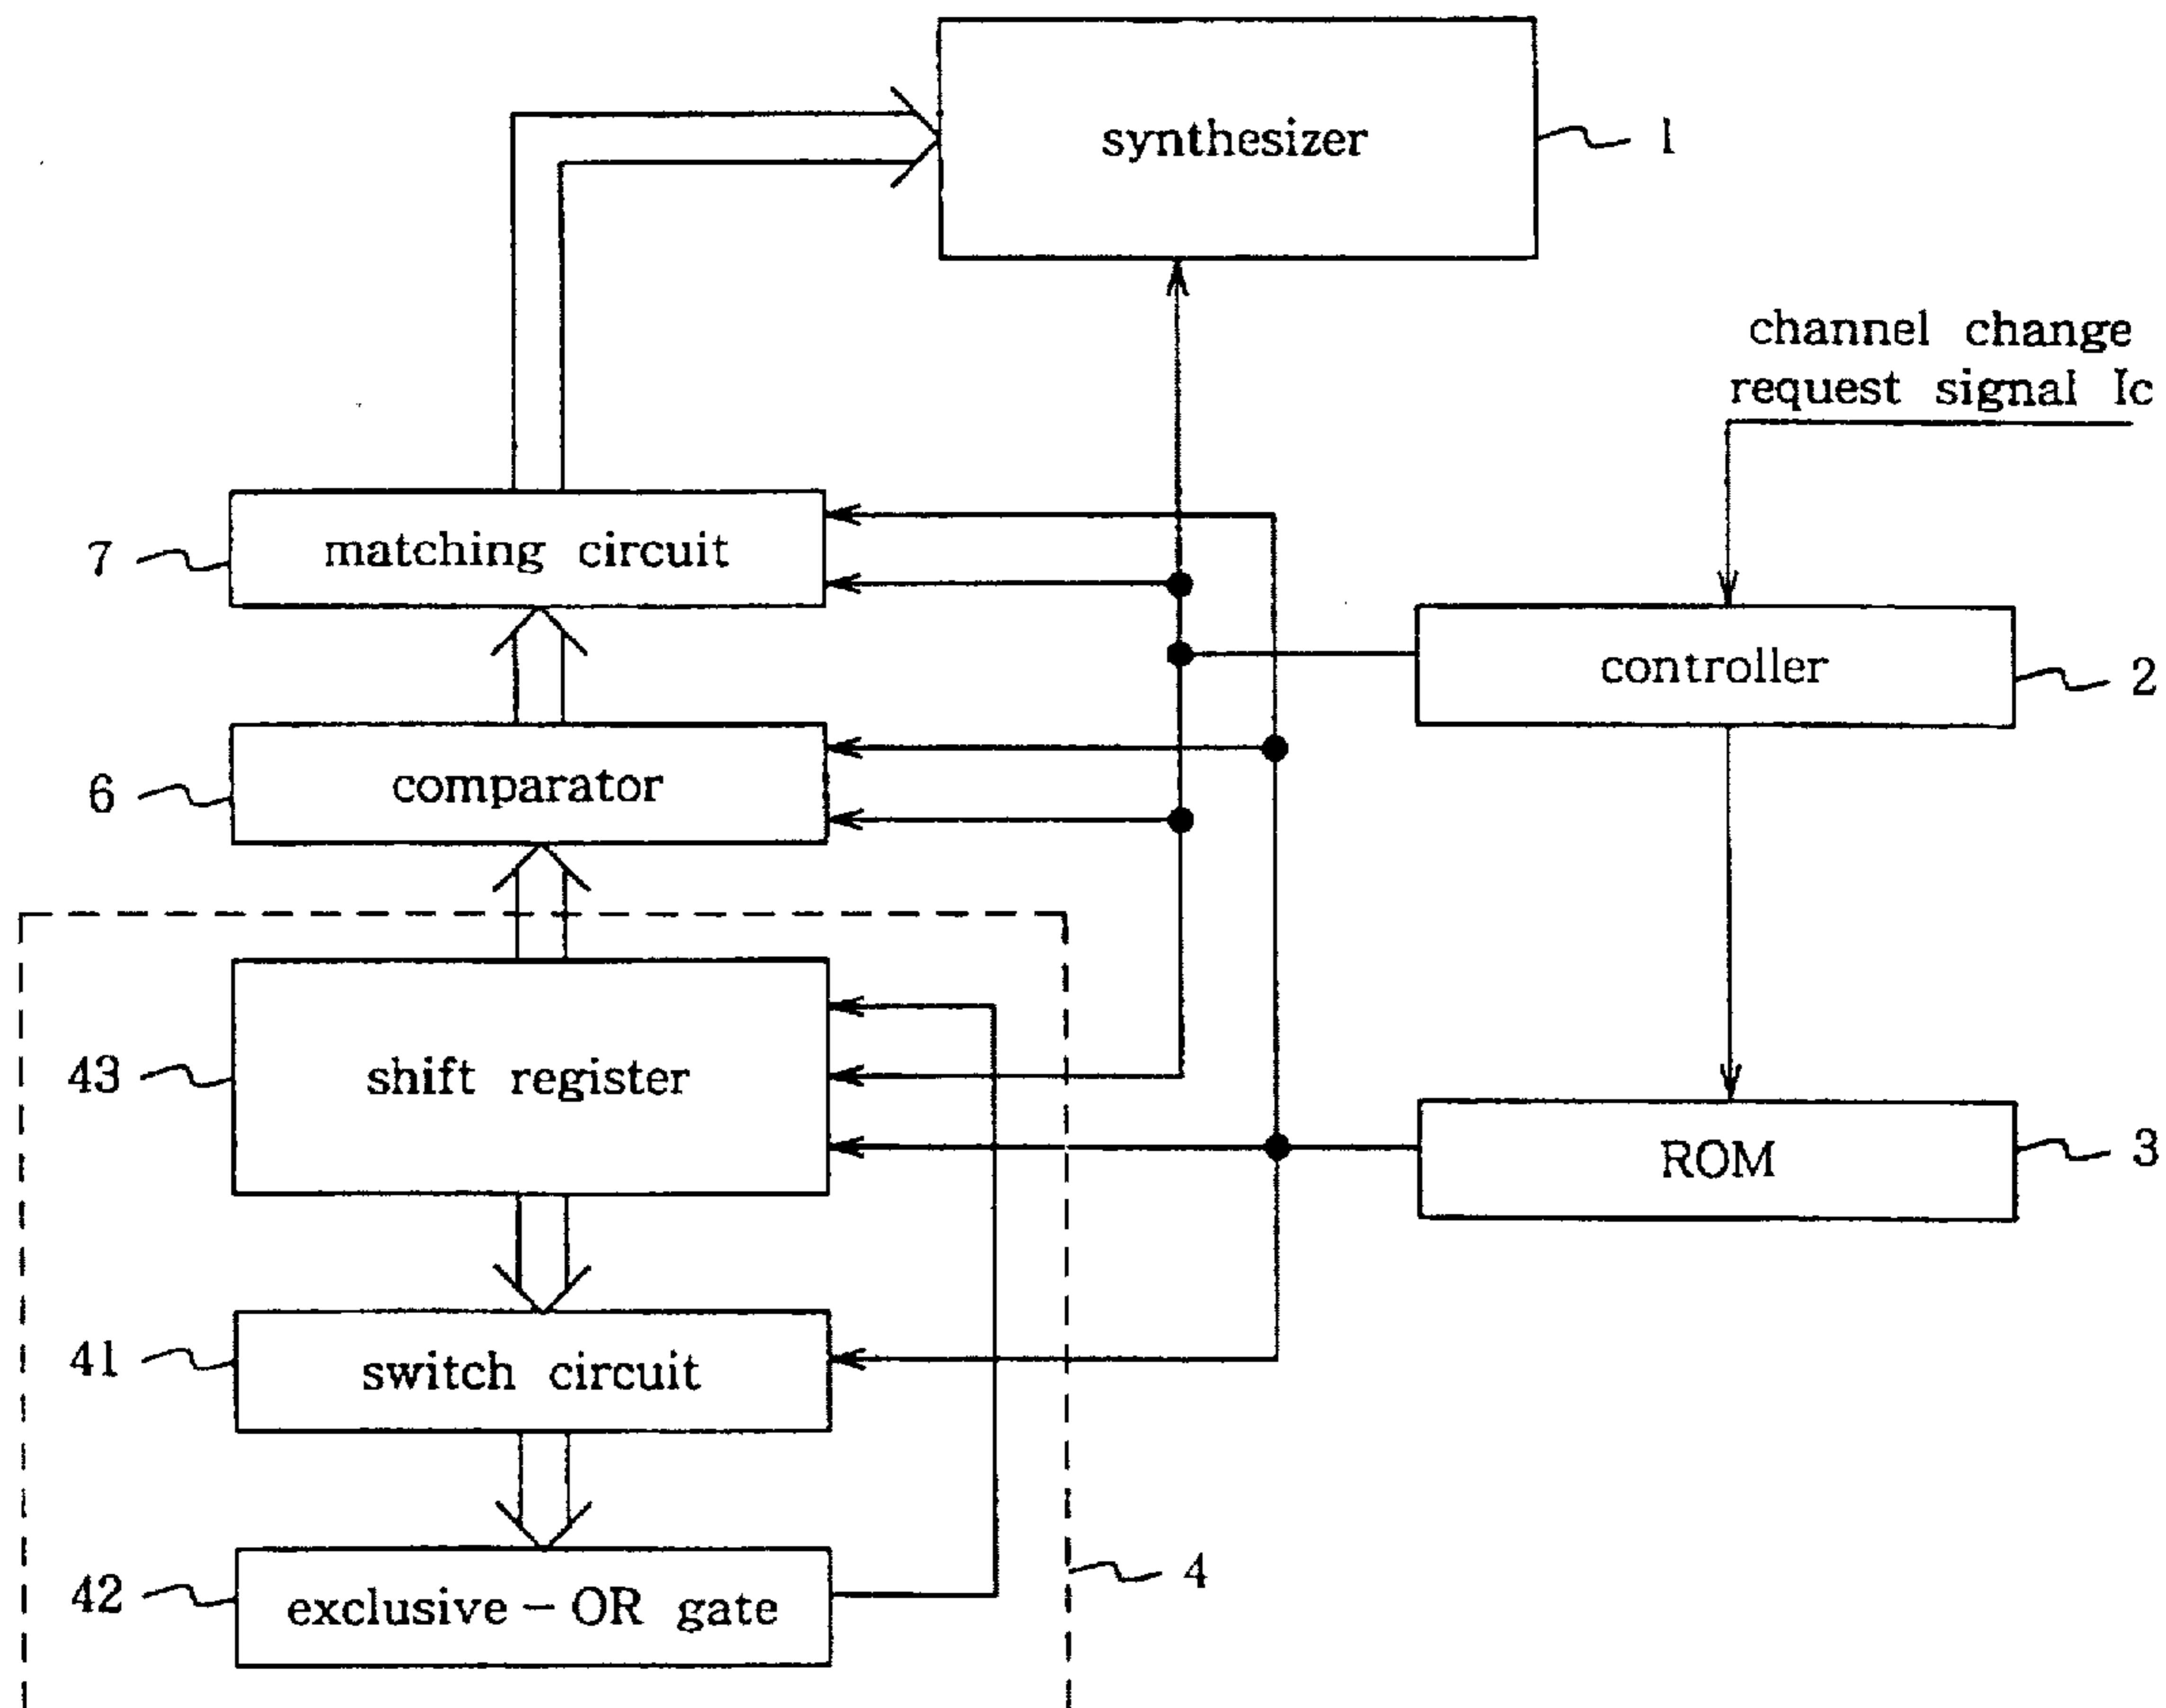 synthesizer
1
channel change
request signal Ic
matching circuit
7
controller
2
comparator
6
shift register
43
ROM
3
switch circuit
41
exclusive-OR gate
42
4